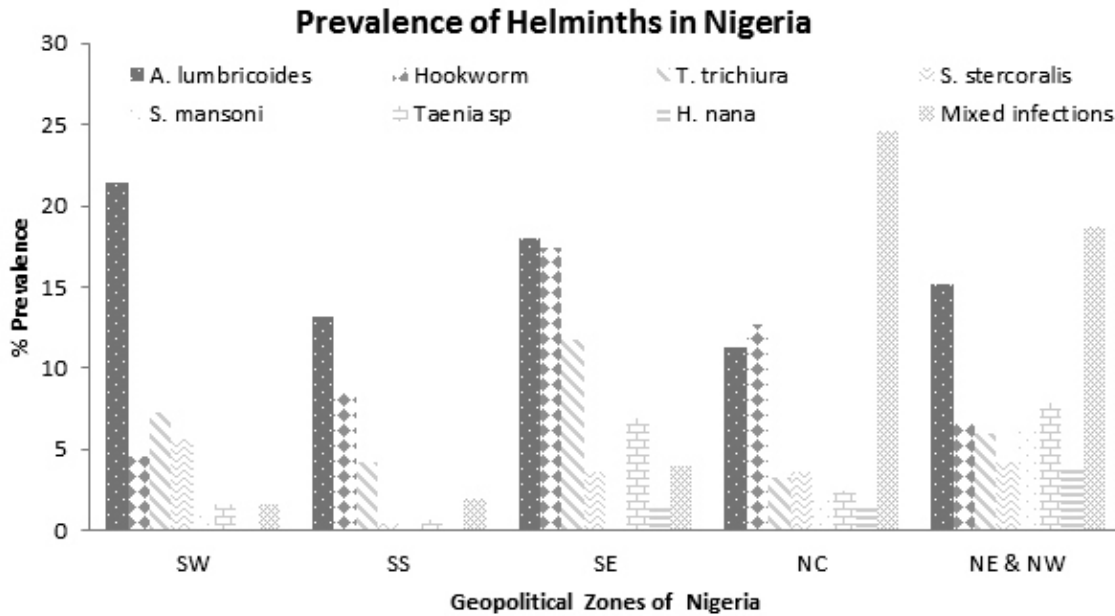 Prevalence of Helminths in Nigeria
30
A. lumbricoides Hookworm T. trichiura S. stercoralis
S. mansoni Taenia sp H. nana Mixed infections
25
20
15
10
5
0
% Prevalence
SW SS SE NC NE & NW
Geopolitical Zones of Nigeria